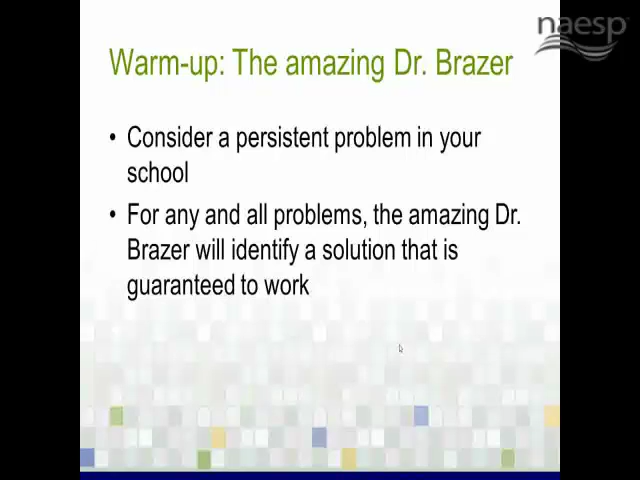 naesp
Warm-up: The amazing Dr. Brazer
• Consider a persistent problem in your
school
• For any and all problems, the amazing Dr.
Brazer will identify a solution that is
guaranteed to work